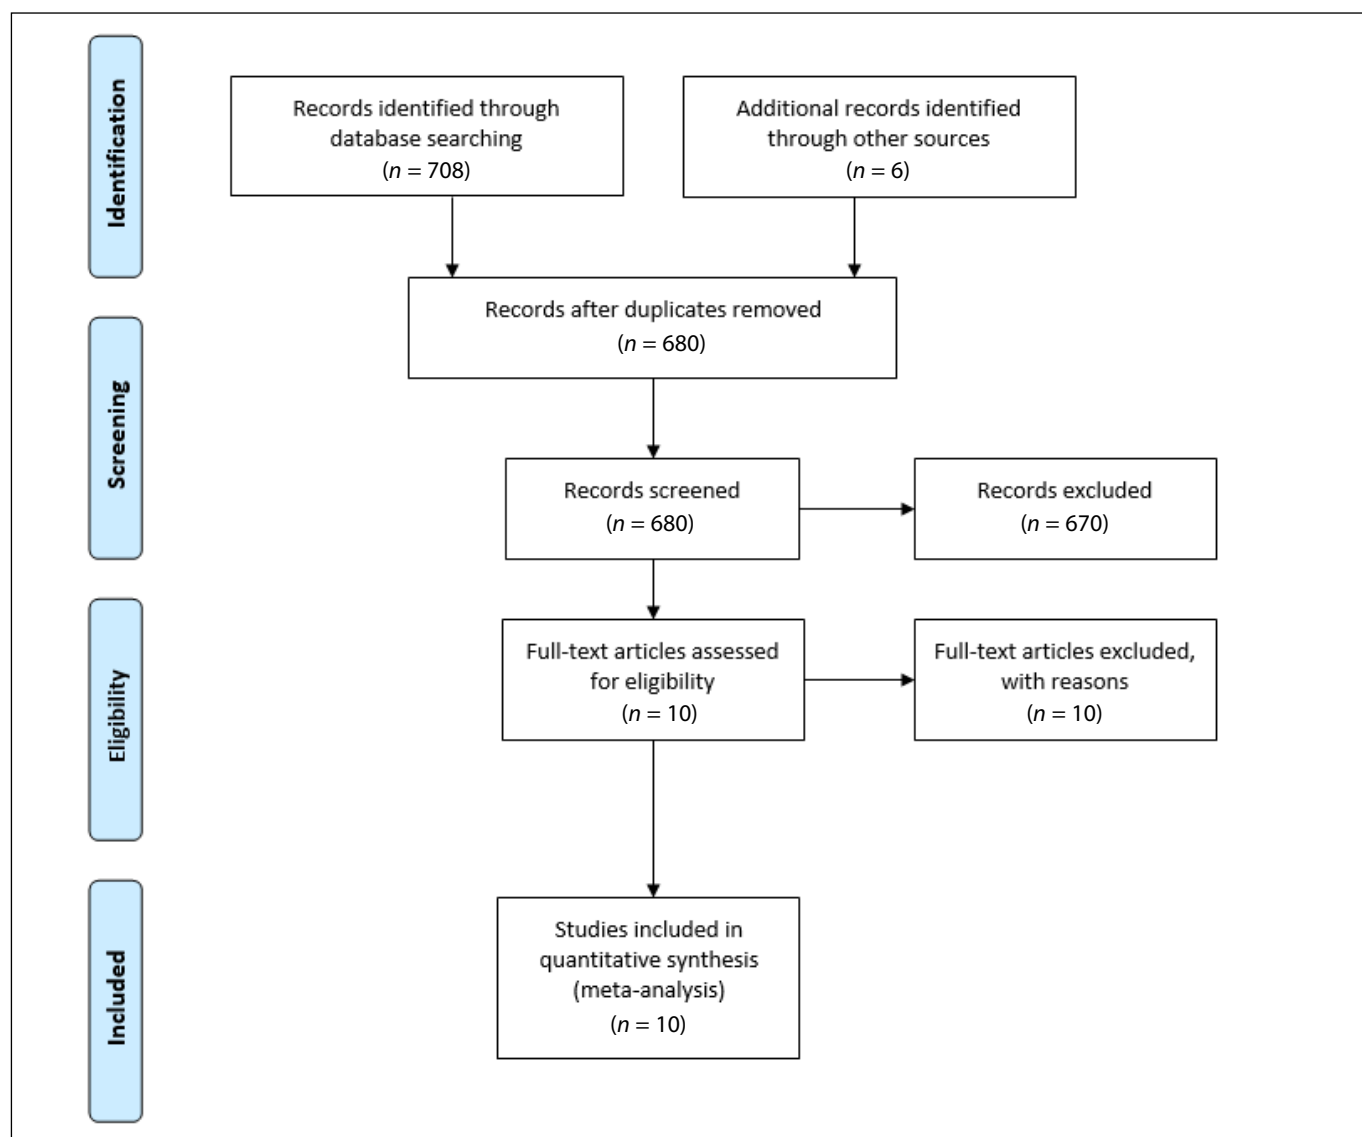 Identification
Records identified through
database searching
(n = 708)
Additional records identified
through other sources
(n = 6)
Records after duplicates removed
(n = 680)
Screening
Records screened
(n = 680)
Records excluded
(n = 670)
Eligibility
Full-text articles assessed
for eligibility
(n = 10)
Full-text articles excluded,
with reasons
(n = 10)
Included
Studies included in
quantitative synthesis
(meta-analysis)
(n = 10)